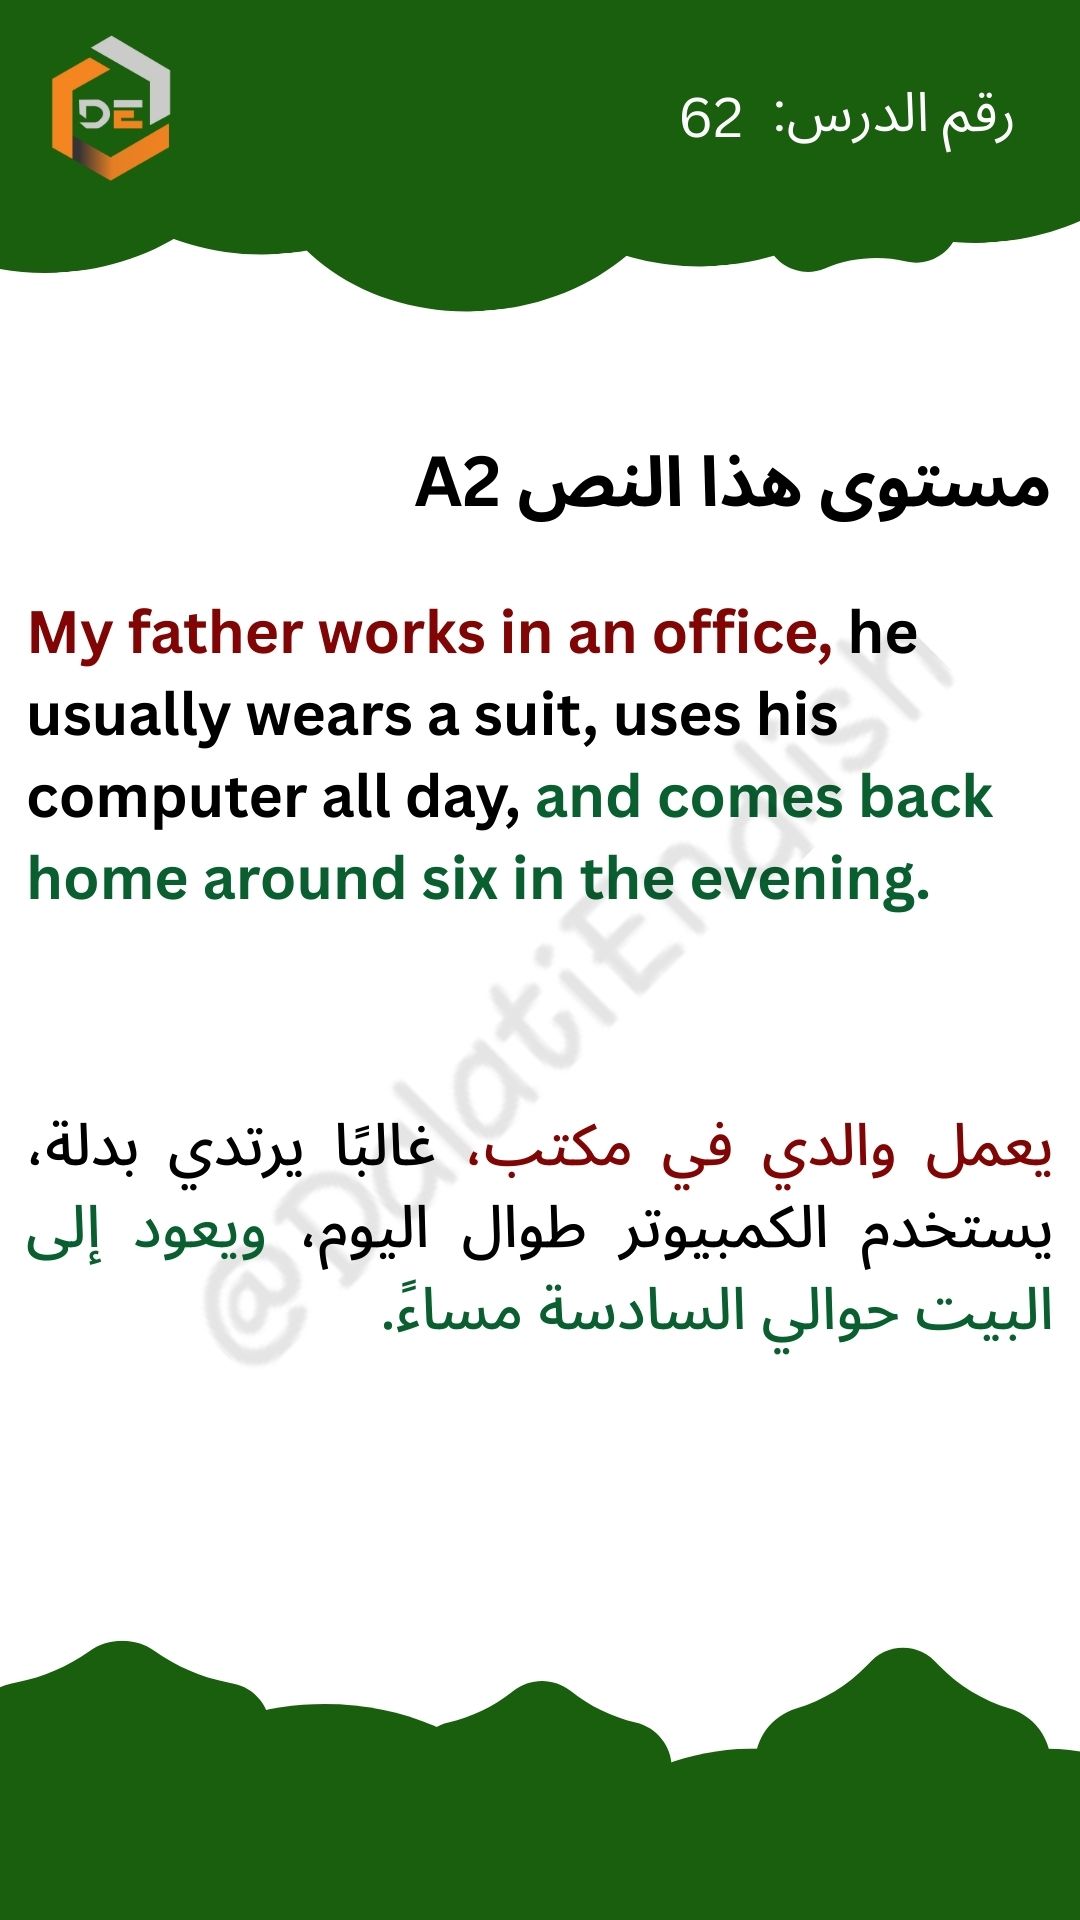 DE
رقم الدرس: 62
مستوى هذا النص A2
My father works in an office, he
usually wears a suit, uses his
computer all day, and comes back
home around six in the evening.
يعمل والدي في مكتب، غالبًا يرتدي بدلة،
يستخدم الكمبيوتر طوال اليوم، ويعود إلى
البيت حوالي السادسة مساءً.
@DalatiEnglish